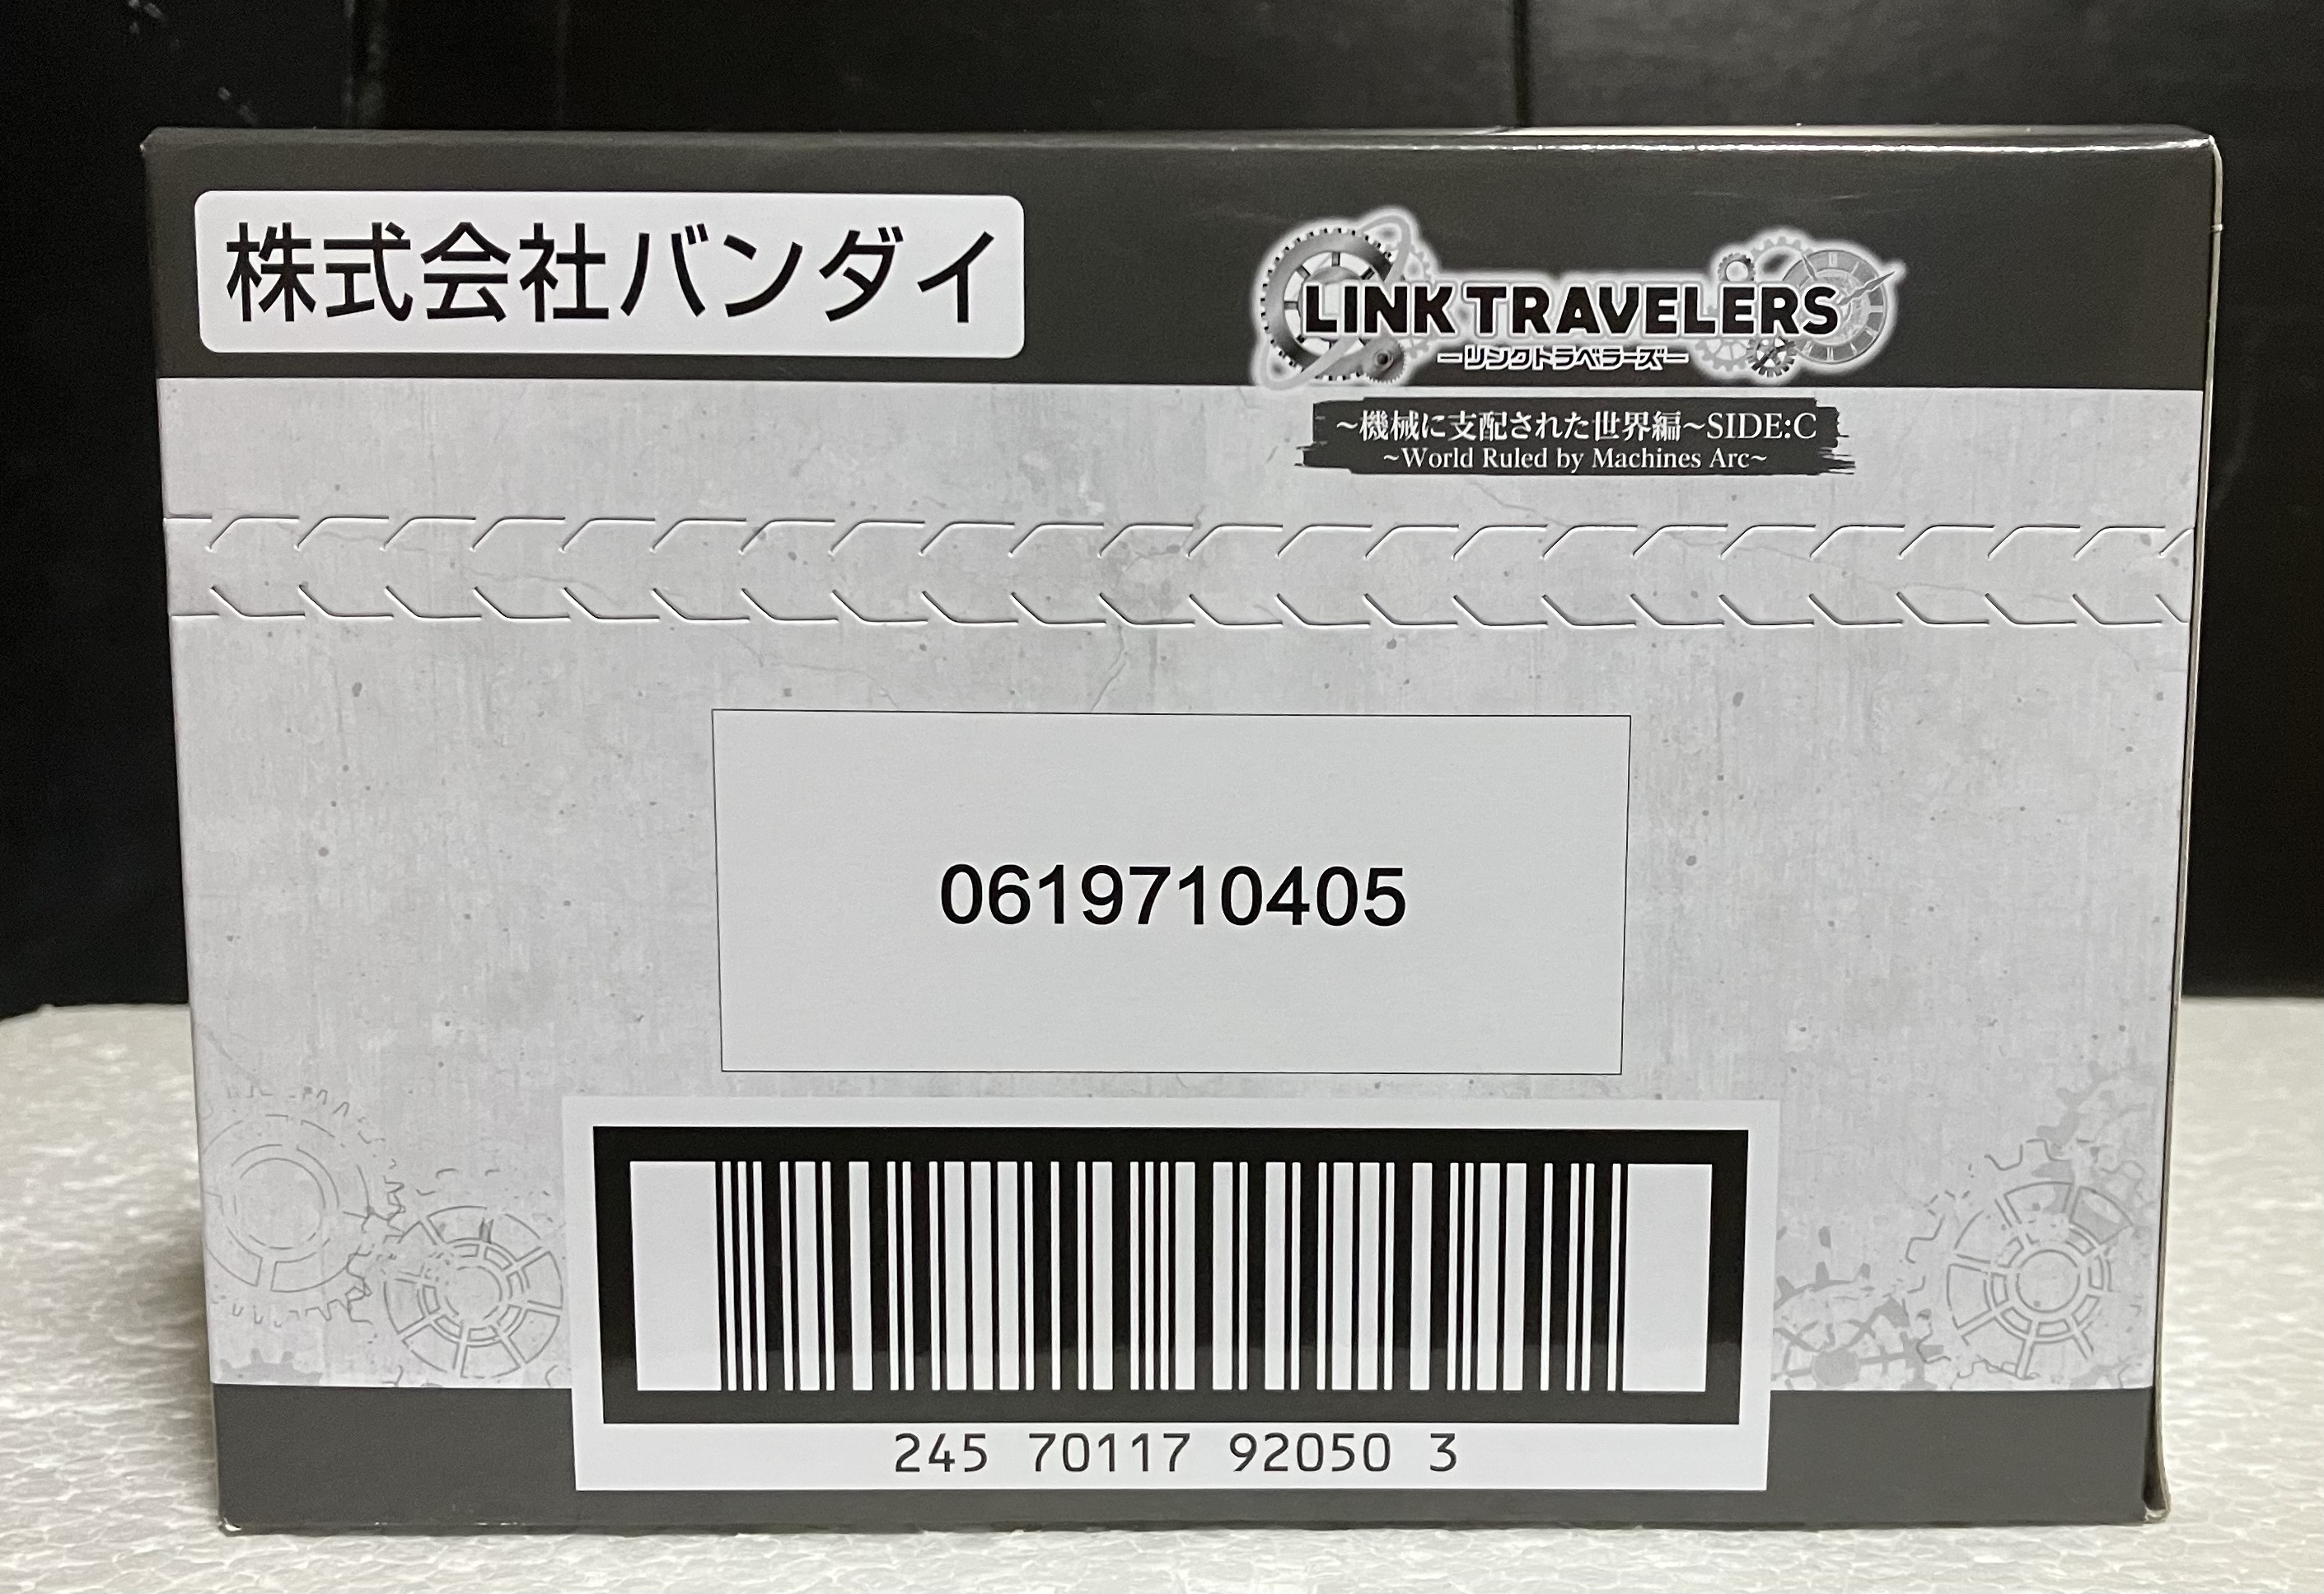 株式会社バンダイ
LINK TRAVELERS
ーリンクトラベラーズー
～機械に支配された世界編～SIDE:C
~World Ruled by Machines Arc~
0619710405
245 70117 92050 3